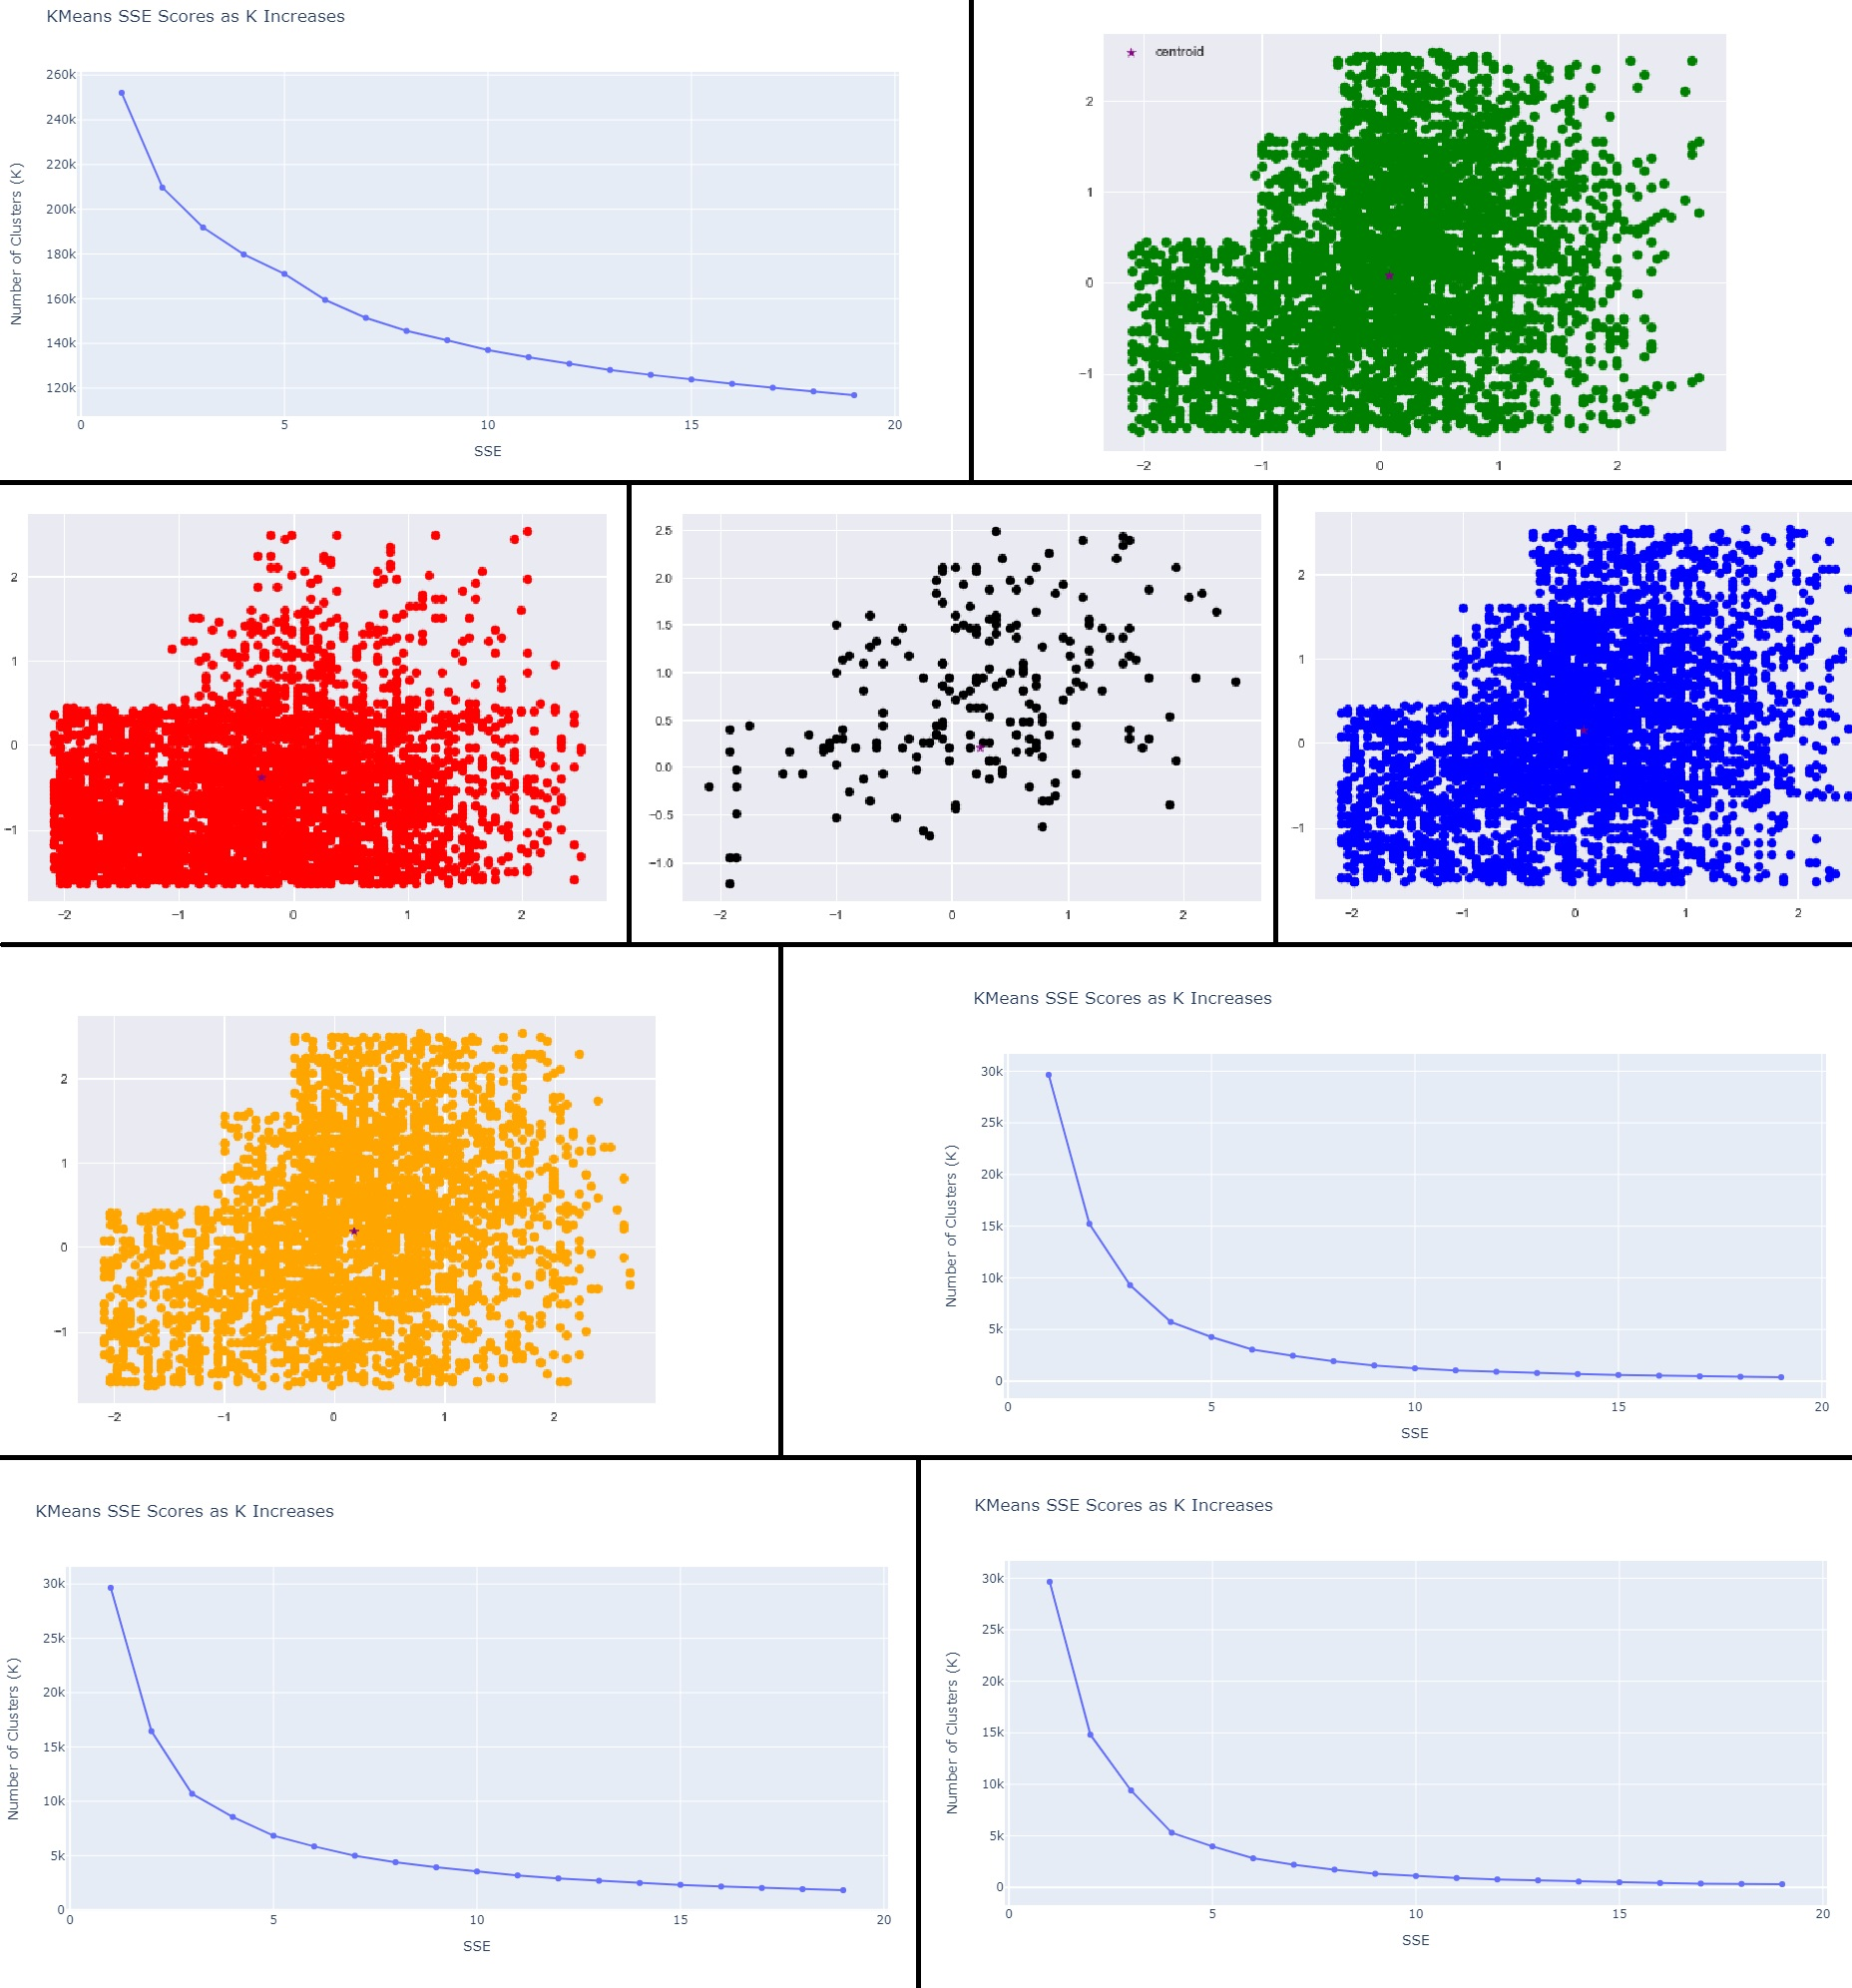 KMeans SSE Scores as K Increases
260k
240k
220k
200k
180k
160k
140k
120k
Number of Clusters (K)
0 5 10 15 20
SSE
centroid
2
1
0
−1
−2 −1 0 1 2
2
1
0
−1
−2 −1 0 1 2
2.5
2.0
1.5
1.0
0.5
0.0
−0.5
−1.0
−2 −1 0 1 2
2
1
0
−1
−2 −1 0 1 2
2
1
0
−1
−2 −1 0 1 2
KMeans SSE Scores as K Increases
30k
25k
20k
15k
10k
5k
0
Number of Clusters (K)
0 5 10 15 20
SSE
KMeans SSE Scores as K Increases
30k
25k
20k
15k
10k
5k
0
Number of Clusters (K)
0 5 10 15 20
SSE
KMeans SSE Scores as K Increases
30k
25k
20k
15k
10k
5k
0
Number of Clusters (K)
0 5 10 15 20
SSE